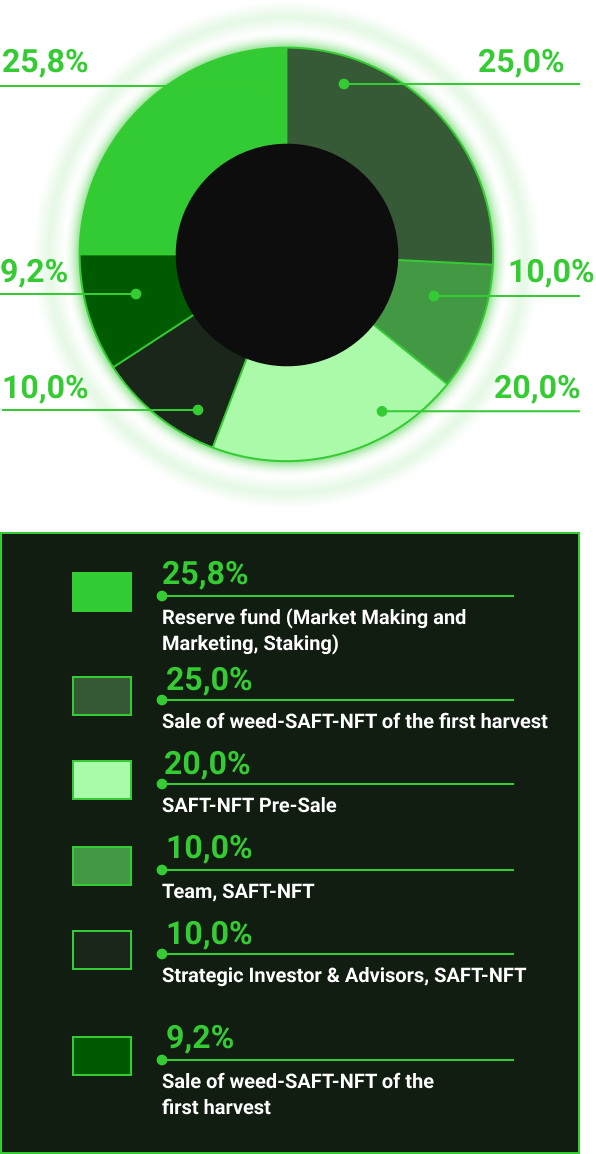 25,8%
25,0%
9,2%
10,0%
10,0%
20,0%
25,8%
Reserve fund (Market Making and
Marketing, Staking)
25,0%
Sale of weed-SAFT-NFT of the first harvest
20,0%
SAFT-NFT Pre-Sale
10,0%
Team, SAFT-NFT
10,0%
Strategic Investor & Advisors, SAFT-NFT
9,2%
Sale of weed-SAFT-NFT of the
first harvest